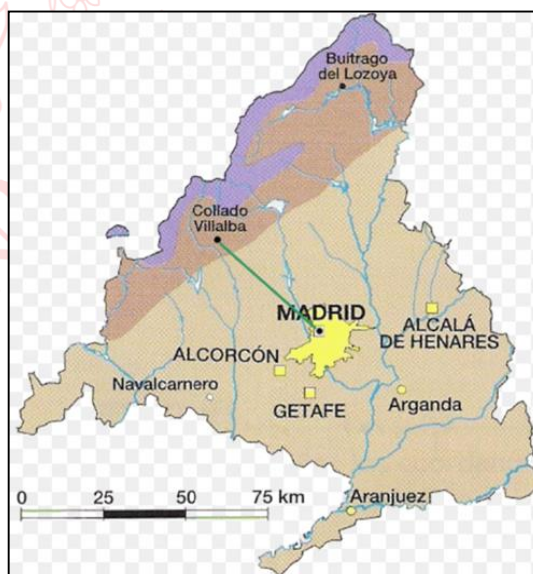 Buitrago
del Lozoya
Collado
Villalba
MADRID
ALCALÁ
DE HENARES
ALCORCÓN
Navalcarnero
GETAFE
Arganda
0 25 50 75 km
Aranjuez